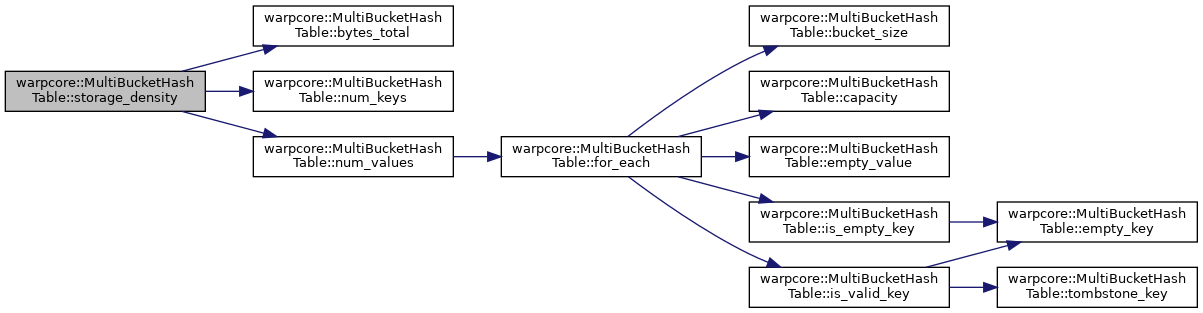 warpcore::MultiBucketHash
Table::storage_density
warpcore::MultiBucketHash
Table::bytes_total
warpcore::MultiBucketHash
Table::num_keys
warpcore::MultiBucketHash
Table::num_values
warpcore::MultiBucketHash
Table::for_each
warpcore::MultiBucketHash
Table::bucket_size
warpcore::MultiBucketHash
Table::capacity
warpcore::MultiBucketHash
Table::empty_value
warpcore::MultiBucketHash
Table::is_empty_key
warpcore::MultiBucketHash
Table::is_valid_key
warpcore::MultiBucketHash
Table::empty_key
warpcore::MultiBucketHash
Table::tombstone_key